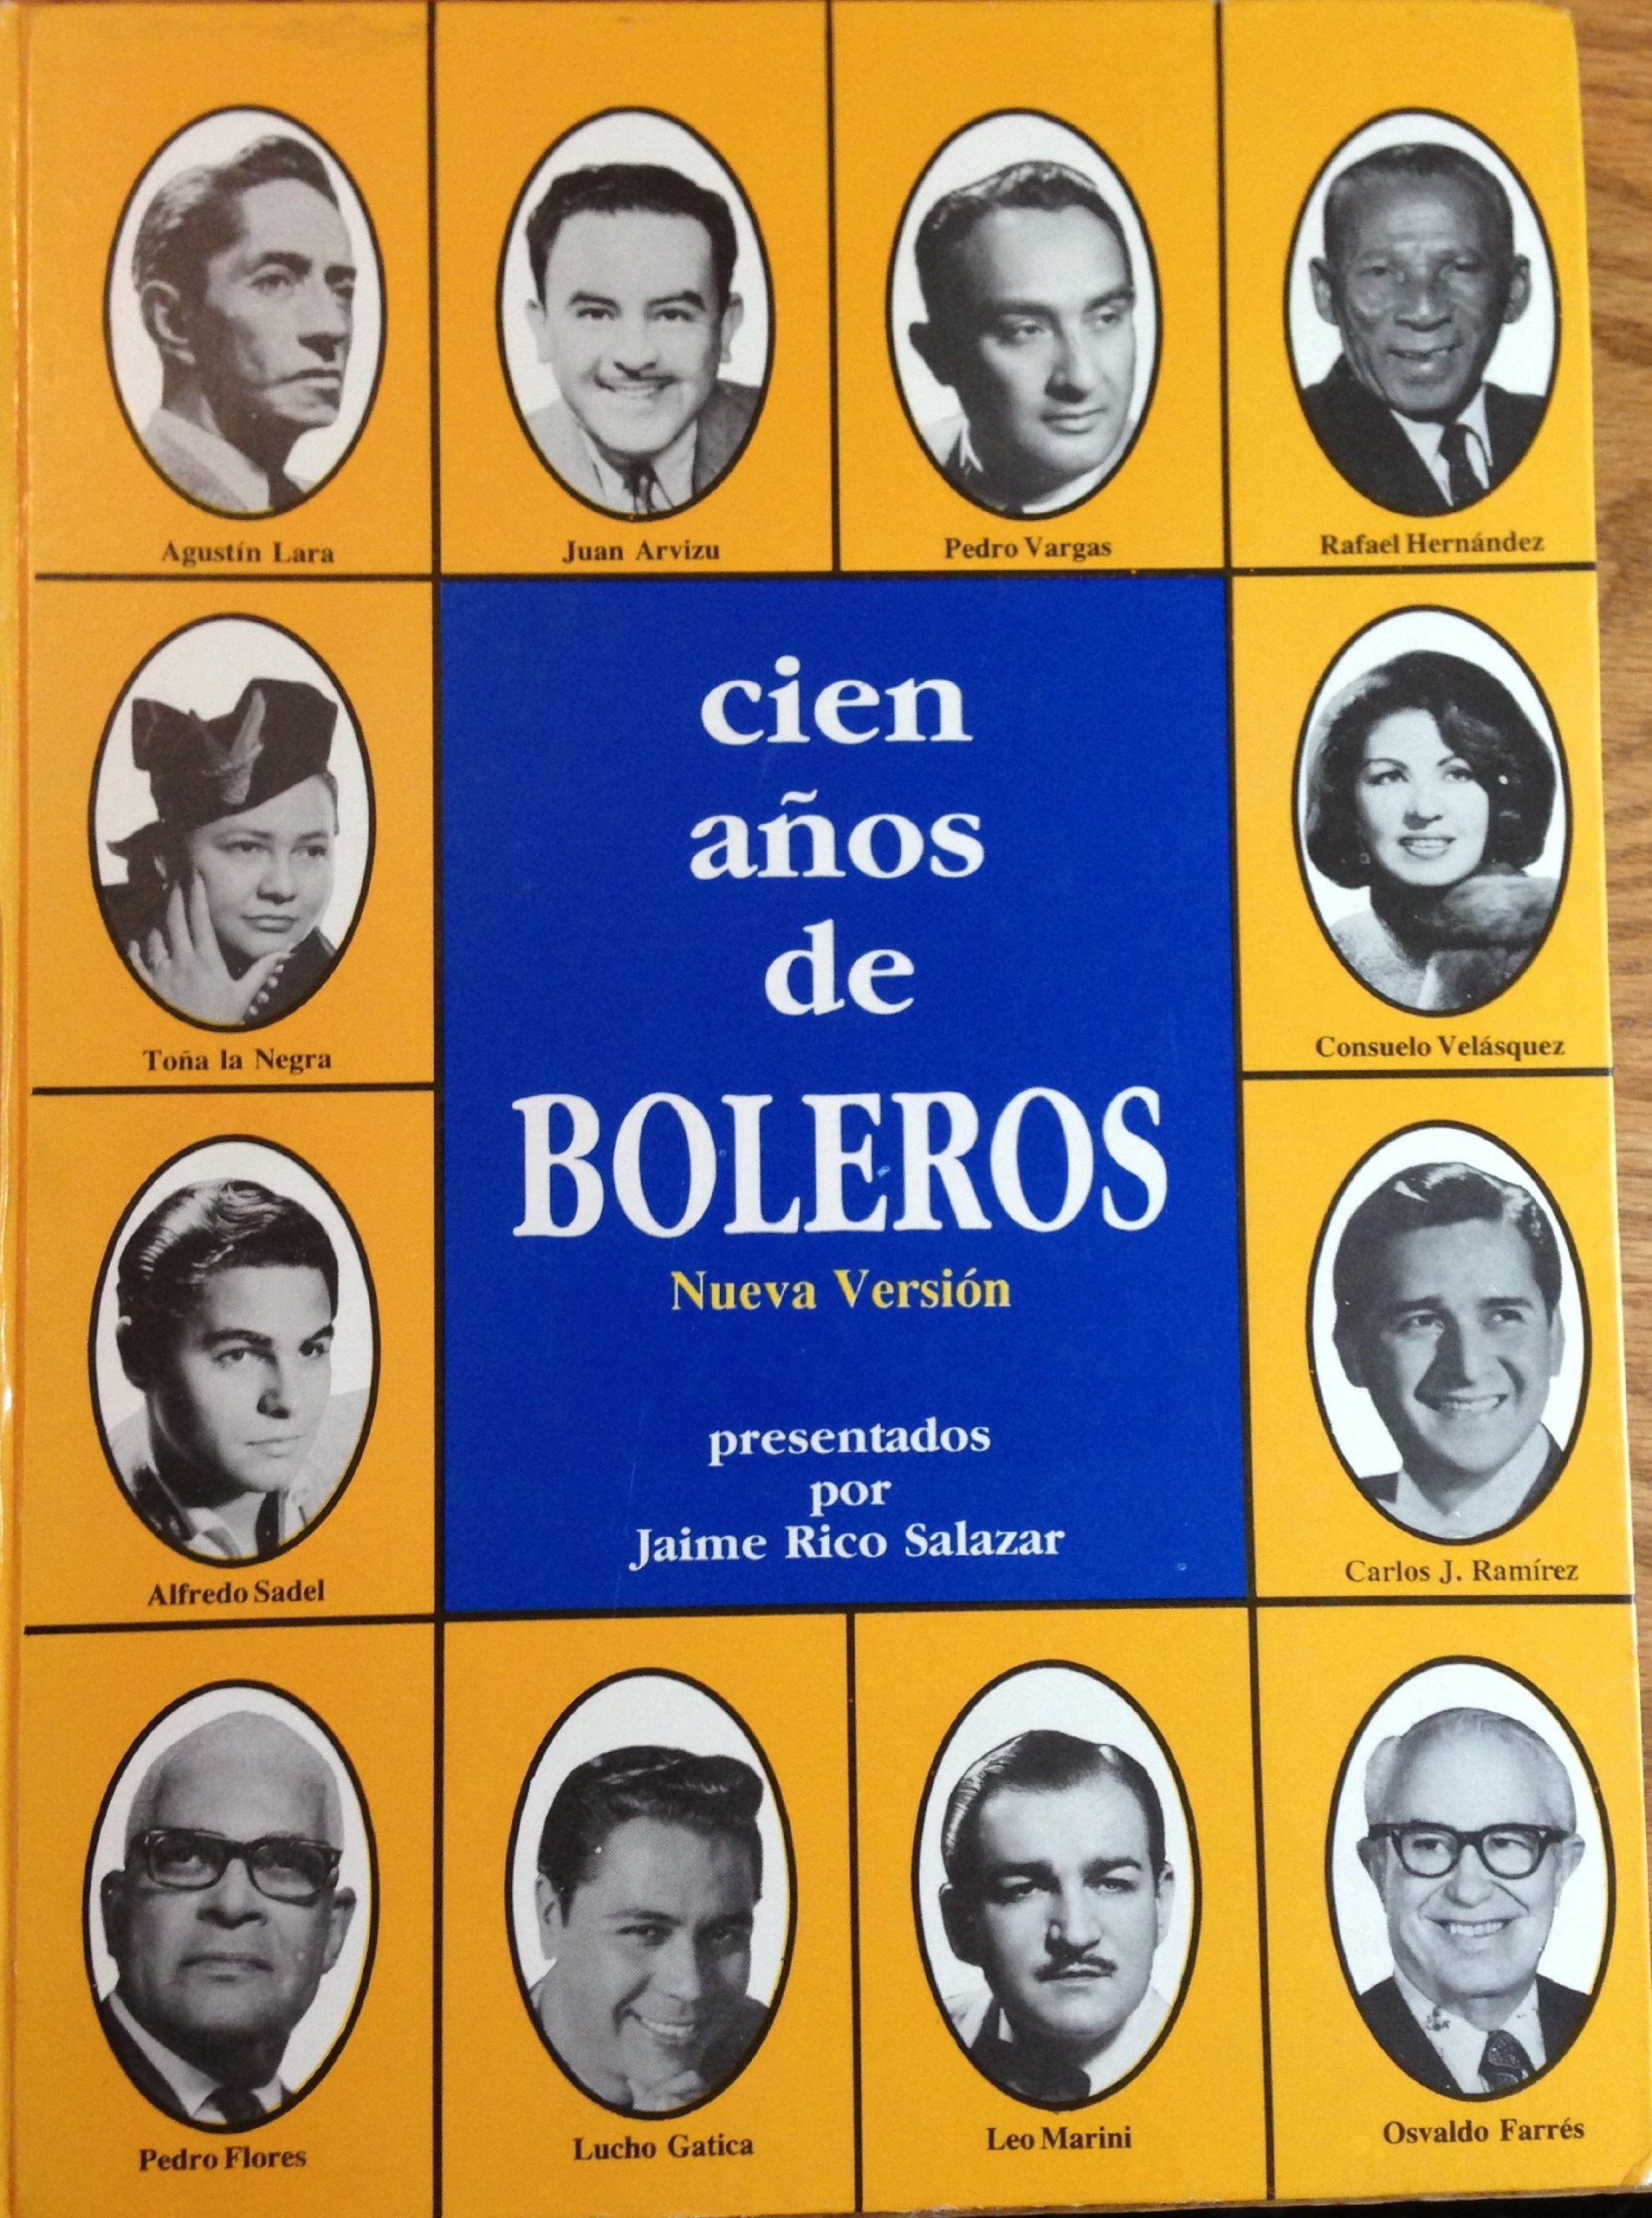 Agustín Lara
Juan Arvizu
Pedro Vargas
Rafael Hernández
cien
años
de
BOLEROS
Nueva Versión
presentados
por
Jaime Rico Salazar
Toña la Negra
Consuelo Velásquez
Alfredo Sadel
Carlos J. Ramírez
Pedro Flores
Lucho Gatica
Leo Marini
Osvaldo Farrés